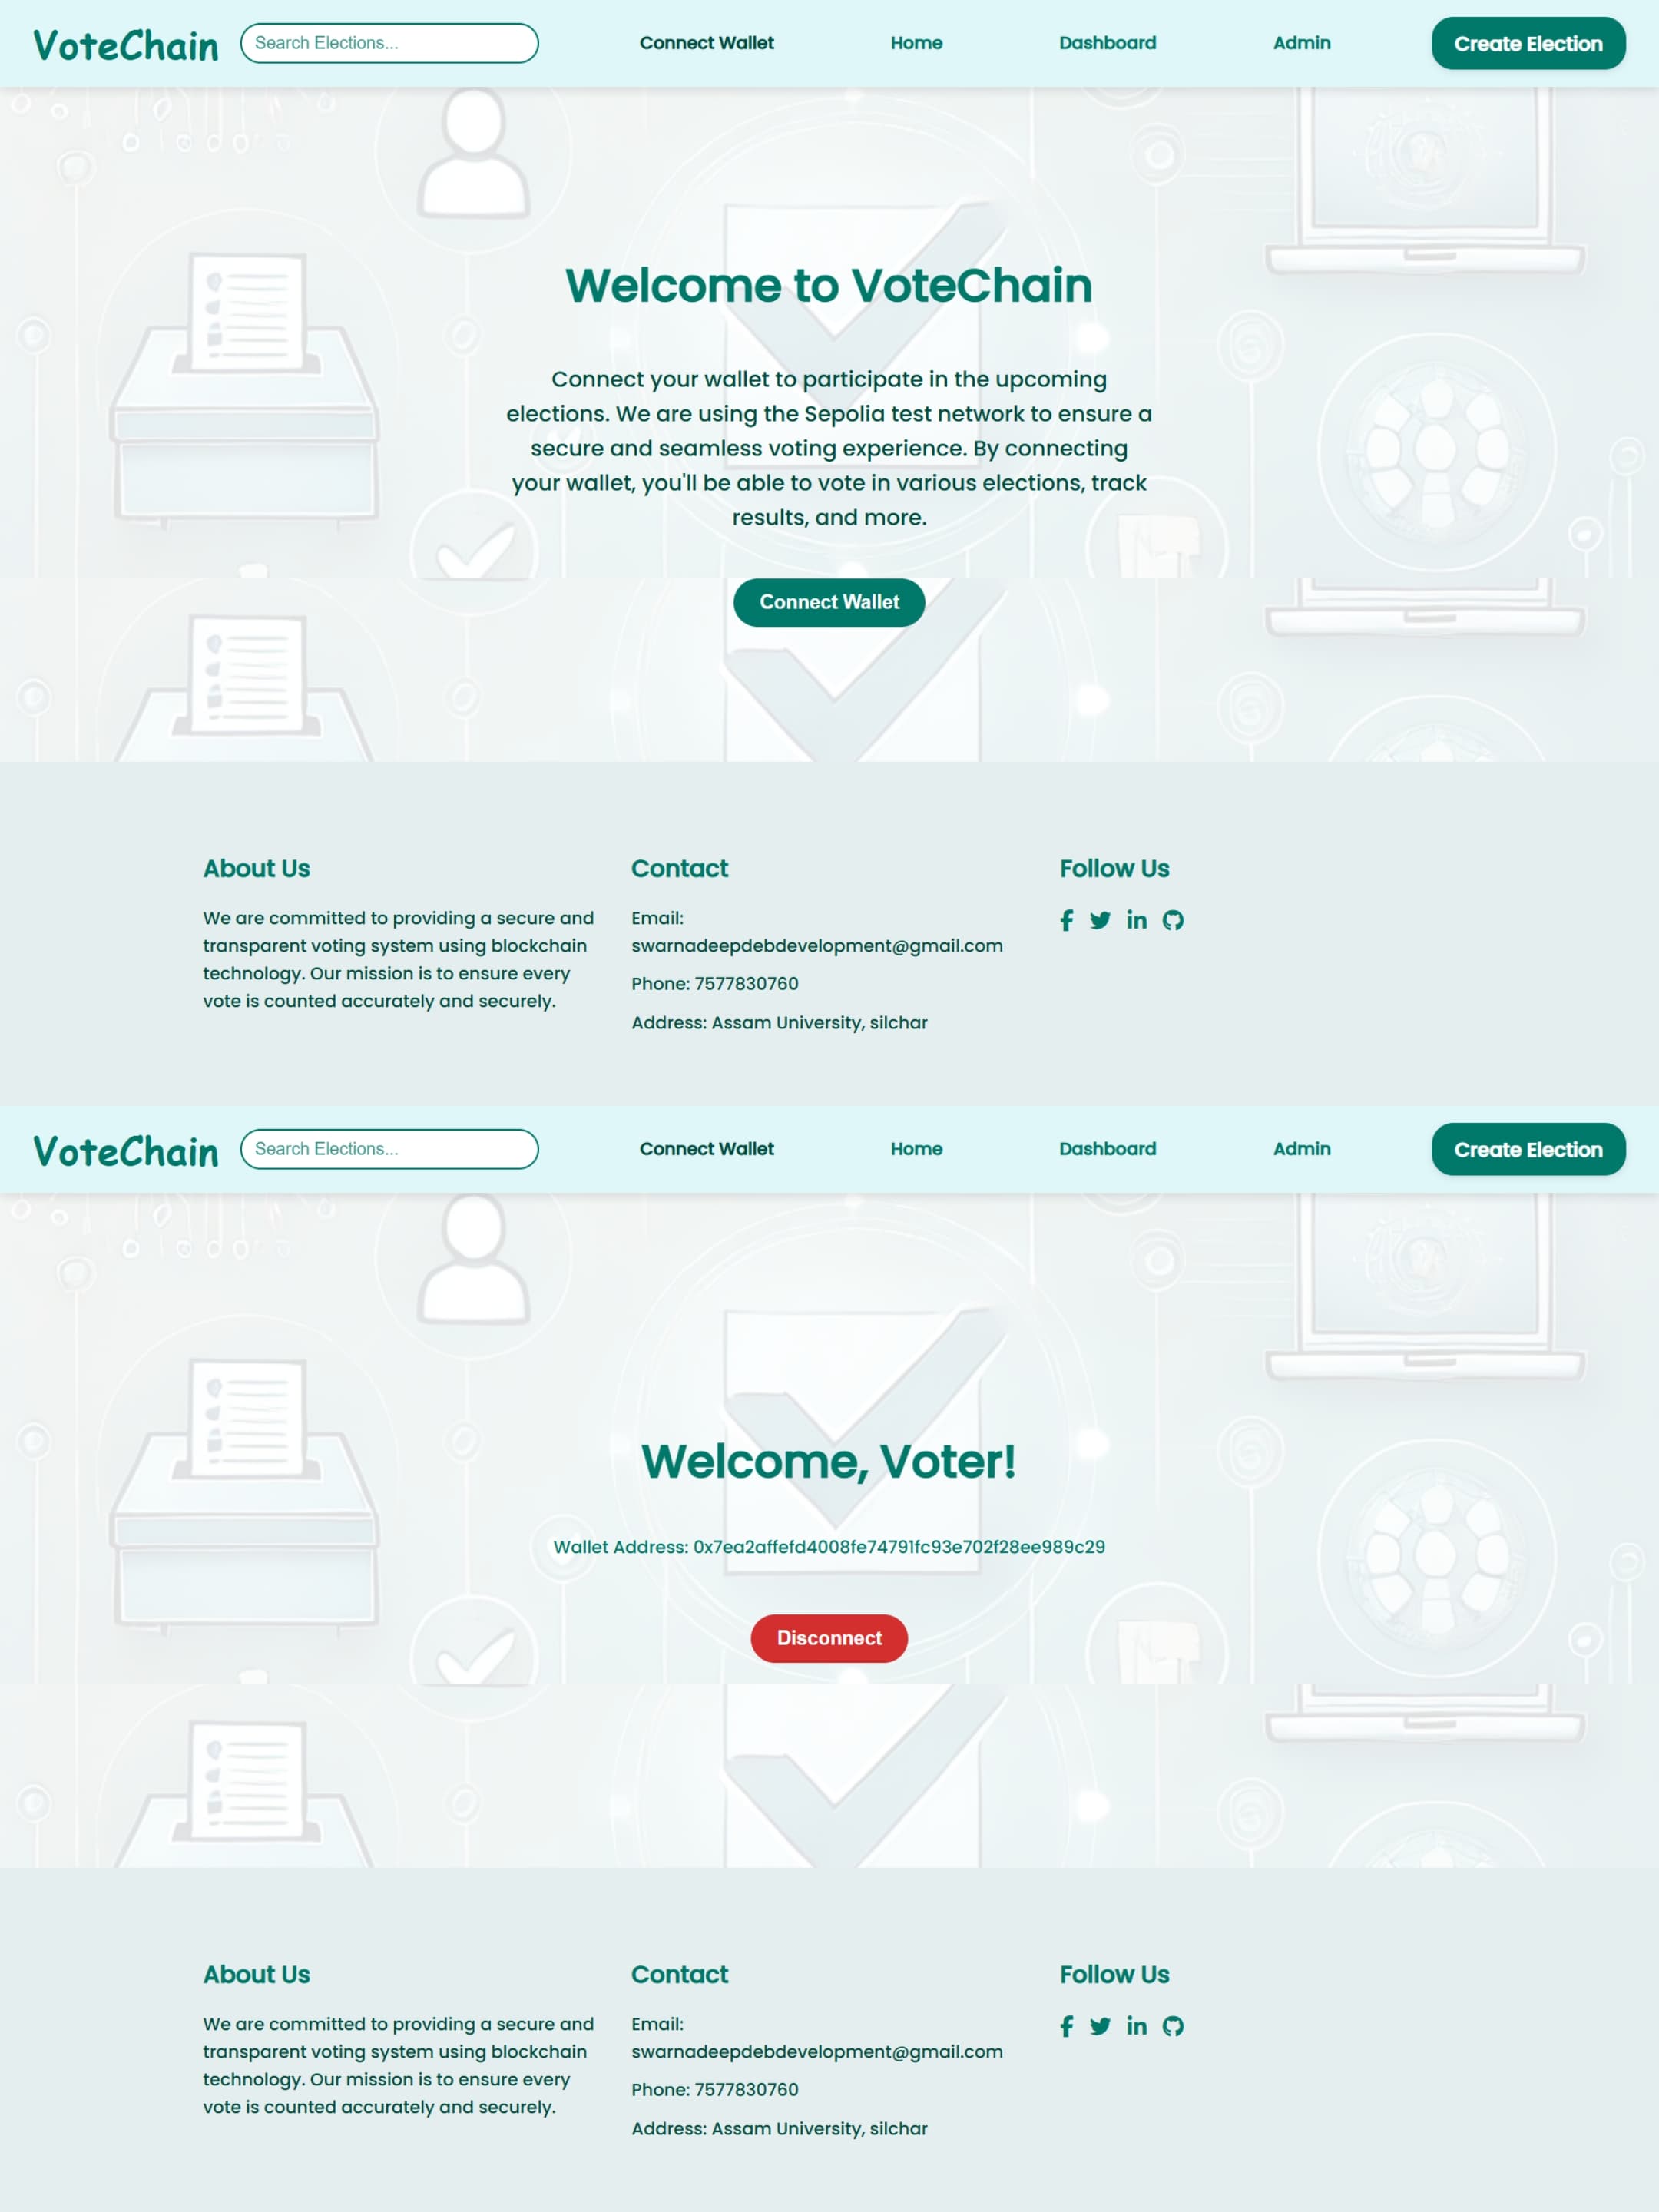 VoteChain
Search Elections...
Connect Wallet
Home
Dashboard
Admin
Create Election
Welcome to VoteChain
Connect your wallet to participate in the upcoming
elections. We are using the Sepolia test network to ensure a
secure and seamless voting experience. By connecting
your wallet, you'll be able to vote in various elections, track
results, and more.
Connect Wallet
About Us
We are committed to providing a secure and
transparent voting system using blockchain
technology. Our mission is to ensure every
vote is counted accurately and securely.
Contact
Email:
swarnadeepdebdevelopment@gmail.com
Phone: 7577830760
Address: Assam University, silchar
Follow Us
VoteChain
Search Elections...
Connect Wallet
Home
Dashboard
Admin
Create Election
Welcome, Voter!
Wallet Address: 0x7ea2affefd4008fe74791fc93e702f28ee989c29
Disconnect
About Us
We are committed to providing a secure and
transparent voting system using blockchain
technology. Our mission is to ensure every
vote is counted accurately and securely.
Contact
Email:
swarnadeepdebdevelopment@gmail.com
Phone: 7577830760
Address: Assam University, silchar
Follow Us